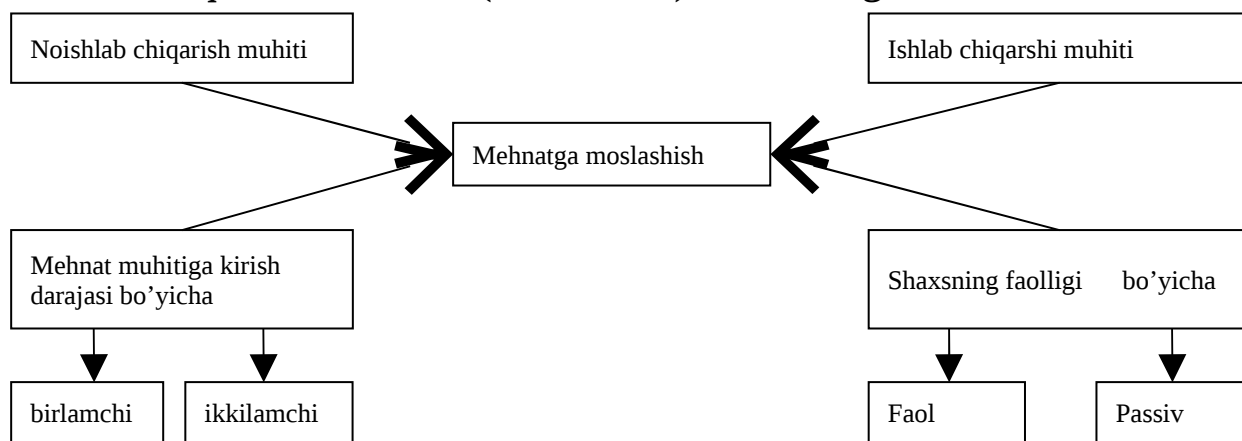 Noishlab chiqarish muhiti
Ishlab chiqarshi muhiti
Mehnatga moslashish
Mehnat muhitiga kirish
darajasi bo’yicha
Shaxsning faolligi bo’yicha
birlamchi
ikkilamchi
Faol
Passiv